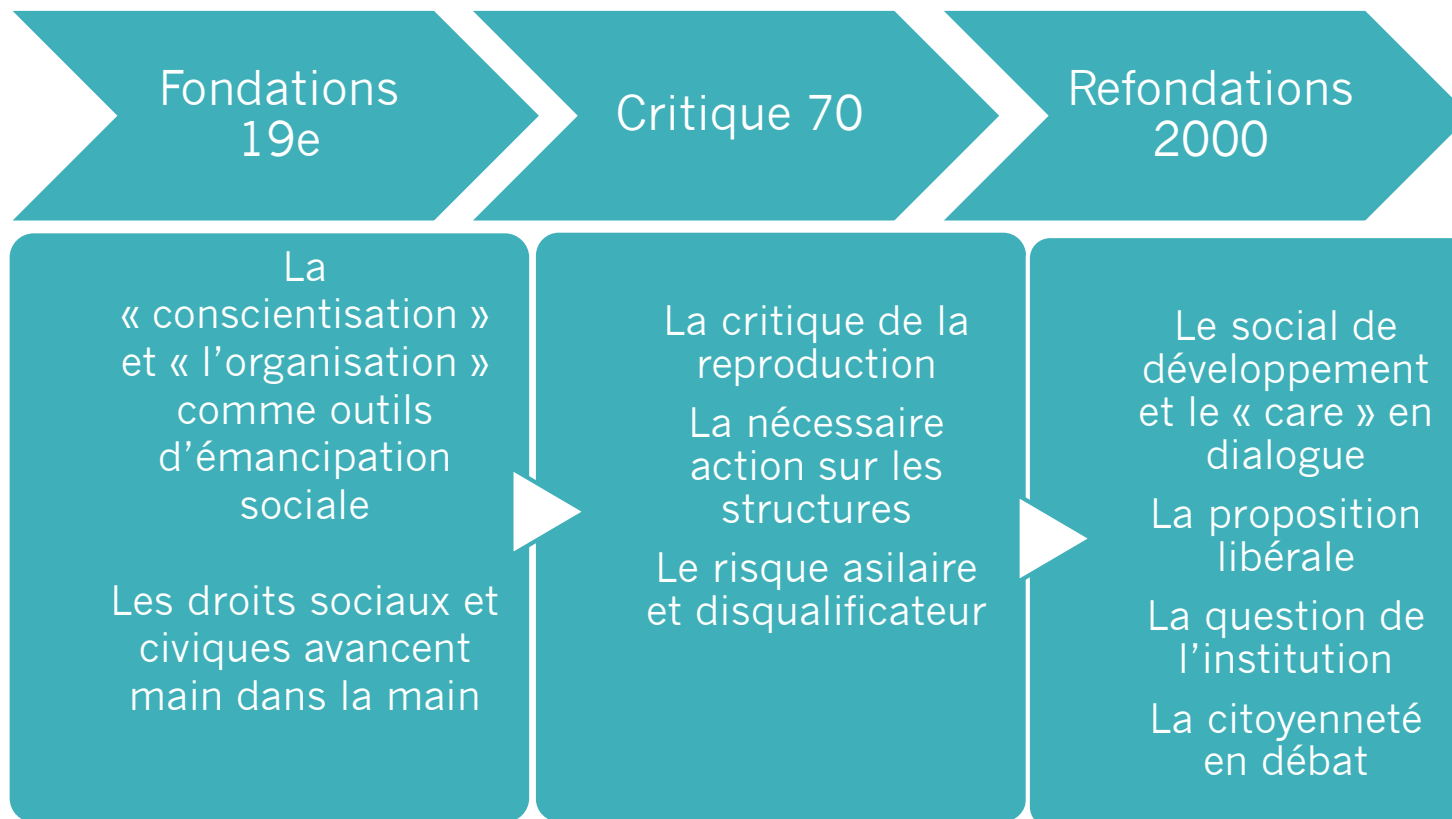 Fondations
19e
Critique 70
Refondations
2000
La
« conscientisation »
et « l’organisation »
comme outils
d’émancipation
sociale
Les droits sociaux et
civiques avancent
main dans la main
La critique de la
reproduction
La nécessaire
action sur les
structures
Le risque asilaire
et disqualificateur
Le social de
développement
et le « care » en
dialogue
La proposition
libérale
La question de
l’institution
La citoyenneté
en débat